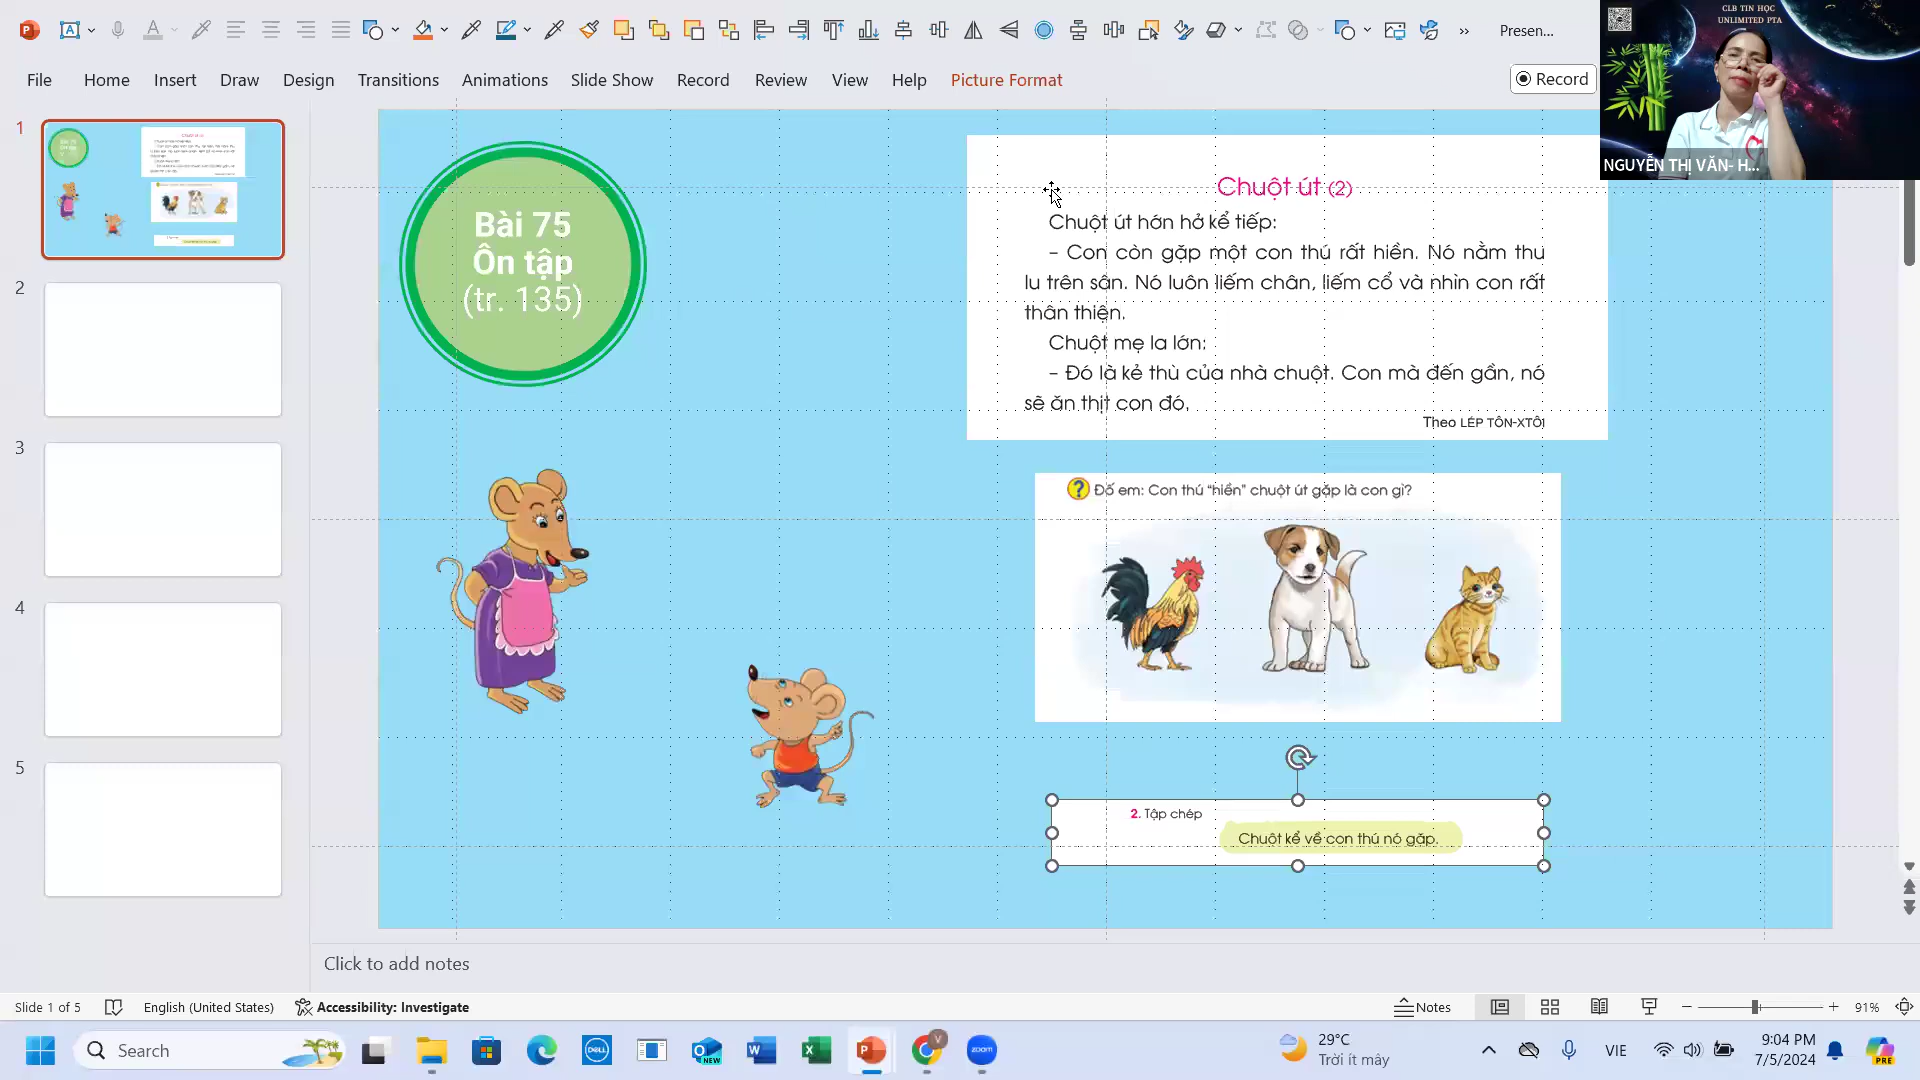 Presen...
CLB TIN HỌC
UNLIMITED PTA
File Home Insert Draw Design Transitions Animations Slide Show Record Review View Help Picture Format
Record
NGUYỄN THỊ VĂN- H...
1
2
3
4
5
Bài 75
Ôn tập
(tr. 135)
Chuột út (2)
Chuột út hớn hở kể tiếp:
– Con còn gặp một con thú rất hiền. Nó nằm thu
lu trên sân. Nó luôn liếm chân, liếm cổ và nhìn con rất
thân thiện.
Chuột mẹ la lớn:
– Đó là kẻ thù của nhà chuột. Con mà đến gần, nó
sẽ ăn thịt con đó.
Theo LÉP TÔN-XTÔI
? Đố em: Con thú “hiền” chuột út gặp là con gì?
2. Tập chép
Chuột kể về con thú nó gặp.
Click to add notes
Slide 1 of 5 English (United States) Accessibility: Investigate Notes 91%
Search
DELL
NEW
zoom
V
29°C
Trời ít mây
VIE
9:04 PM
7/5/2024
PRE